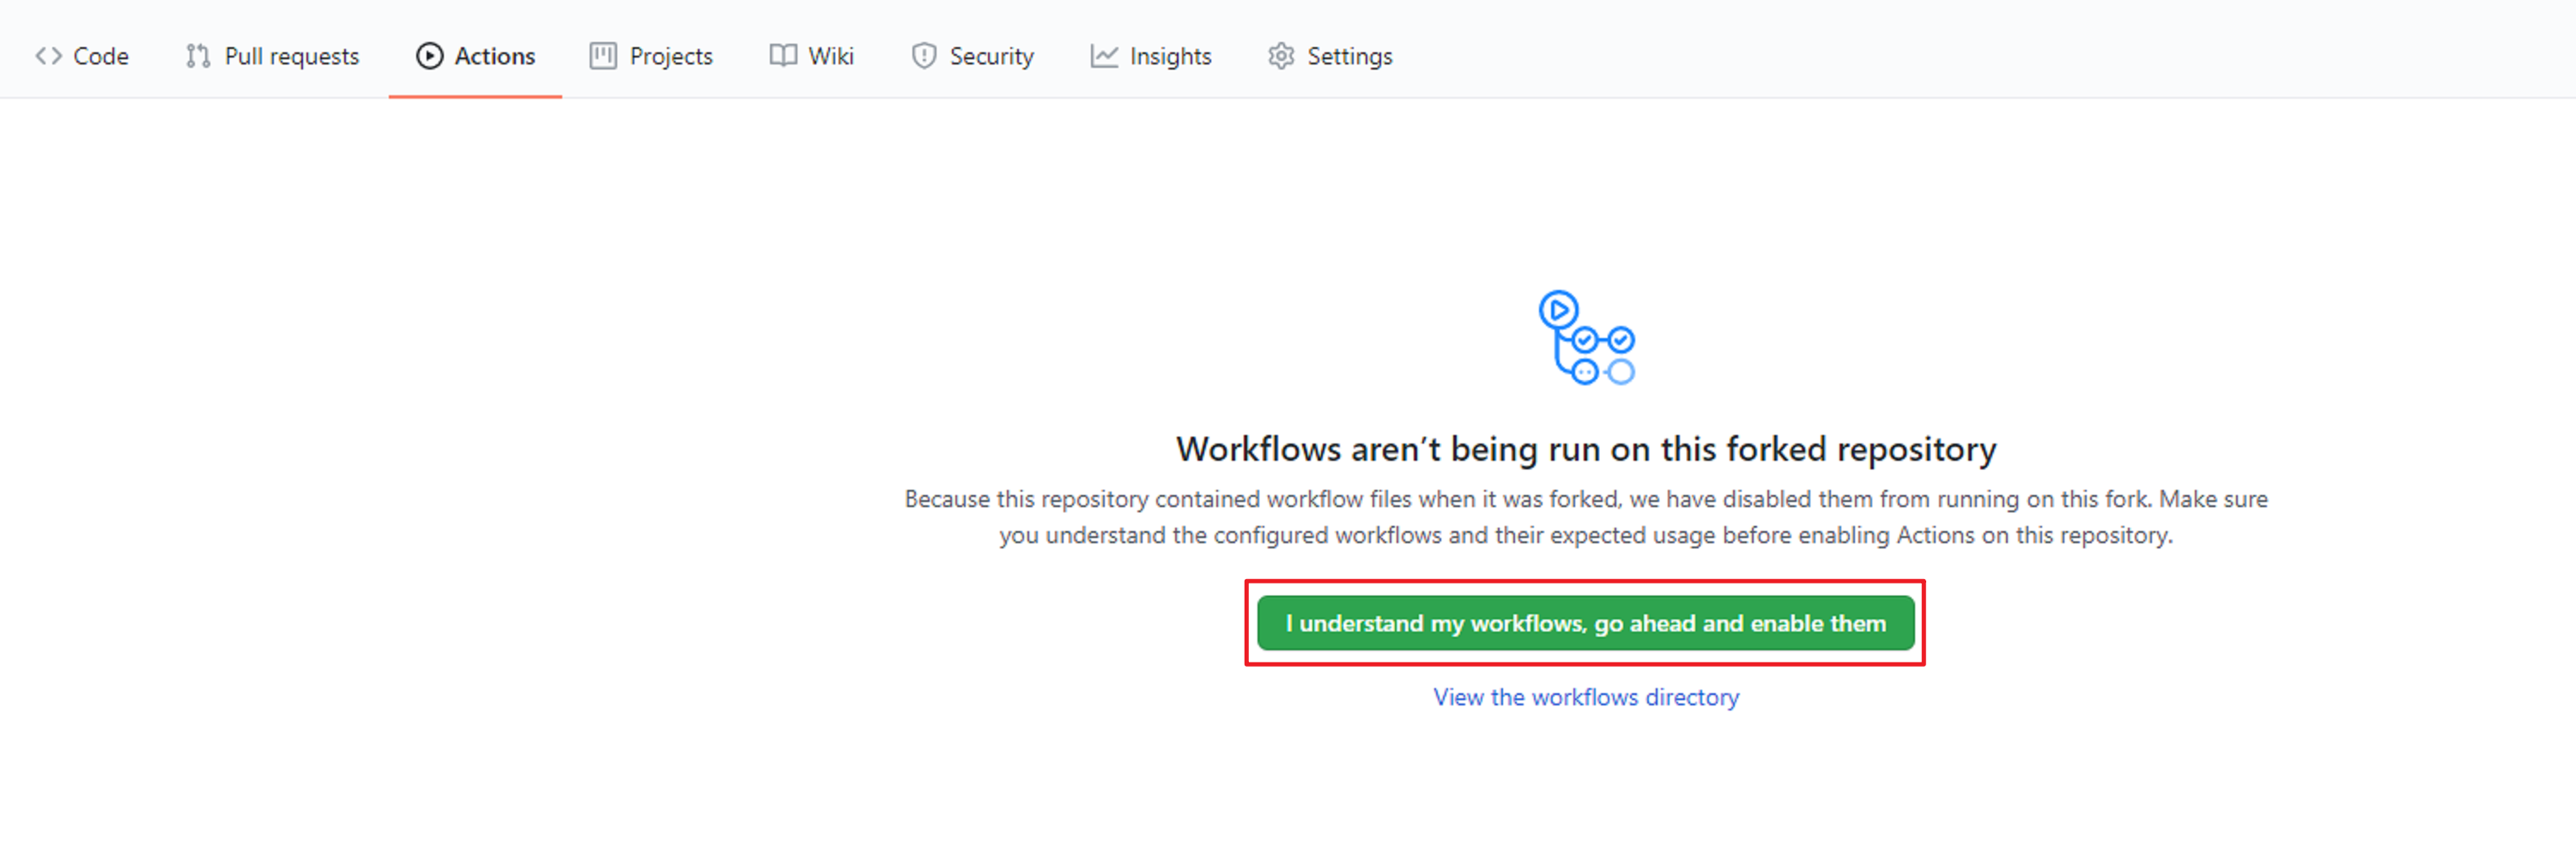 Code Pull requests Actions Projects Wiki Security Insights Settings
Workflows aren’t being run on this forked repository
Because this repository contained workflow files when it was forked, we have disabled them from running on this fork. Make sure
you understand the configured workflows and their expected usage before enabling Actions on this repository.
I understand my workflows, go ahead and enable them
View the workflows directory